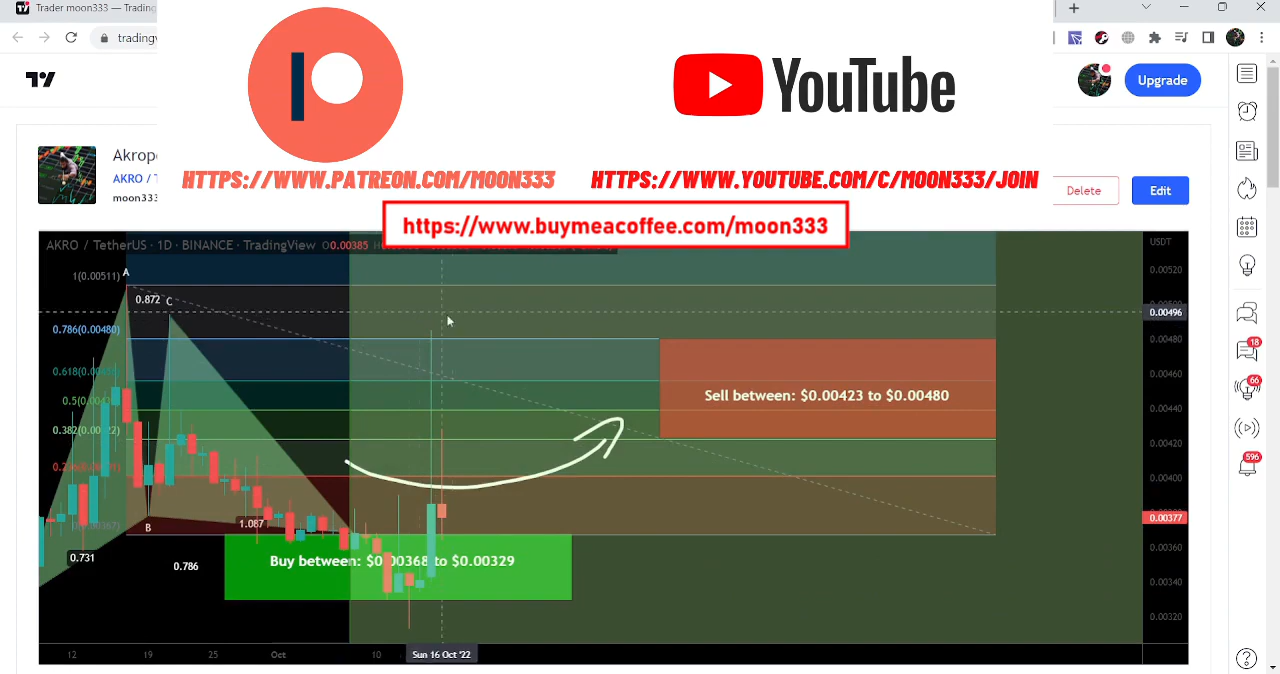 Trader moon333 — Trading
tradingv
YouTube
HTTPS://WWW.PATREON.COM/MOON333
HTTPS://WWW.YOUTUBE.COM/C/MOON333/JOIN
https://www.buymeacoffee.com/moon333
Upgrade
Akrop
AKRO / T
moon333
Delete
Edit
AKRO / TetherUS · 1D · BINANCE · TradingView O0.00385
USDT
1(0.00511)
A
0.872
C
0.786(0.00480)
0.382(
B
1.087
0.731
0.786
Sell between: $0.00423 to $0.00480
Buy between: $0.00368 to $0.00329
0.00520
0.00496
0.00480
0.00460
0.00440
0.00420
0.00400
0.00377
0.00360
0.00340
0.00320
12
19
25
Oct
10
Sun 16 Oct '22
18
66
596